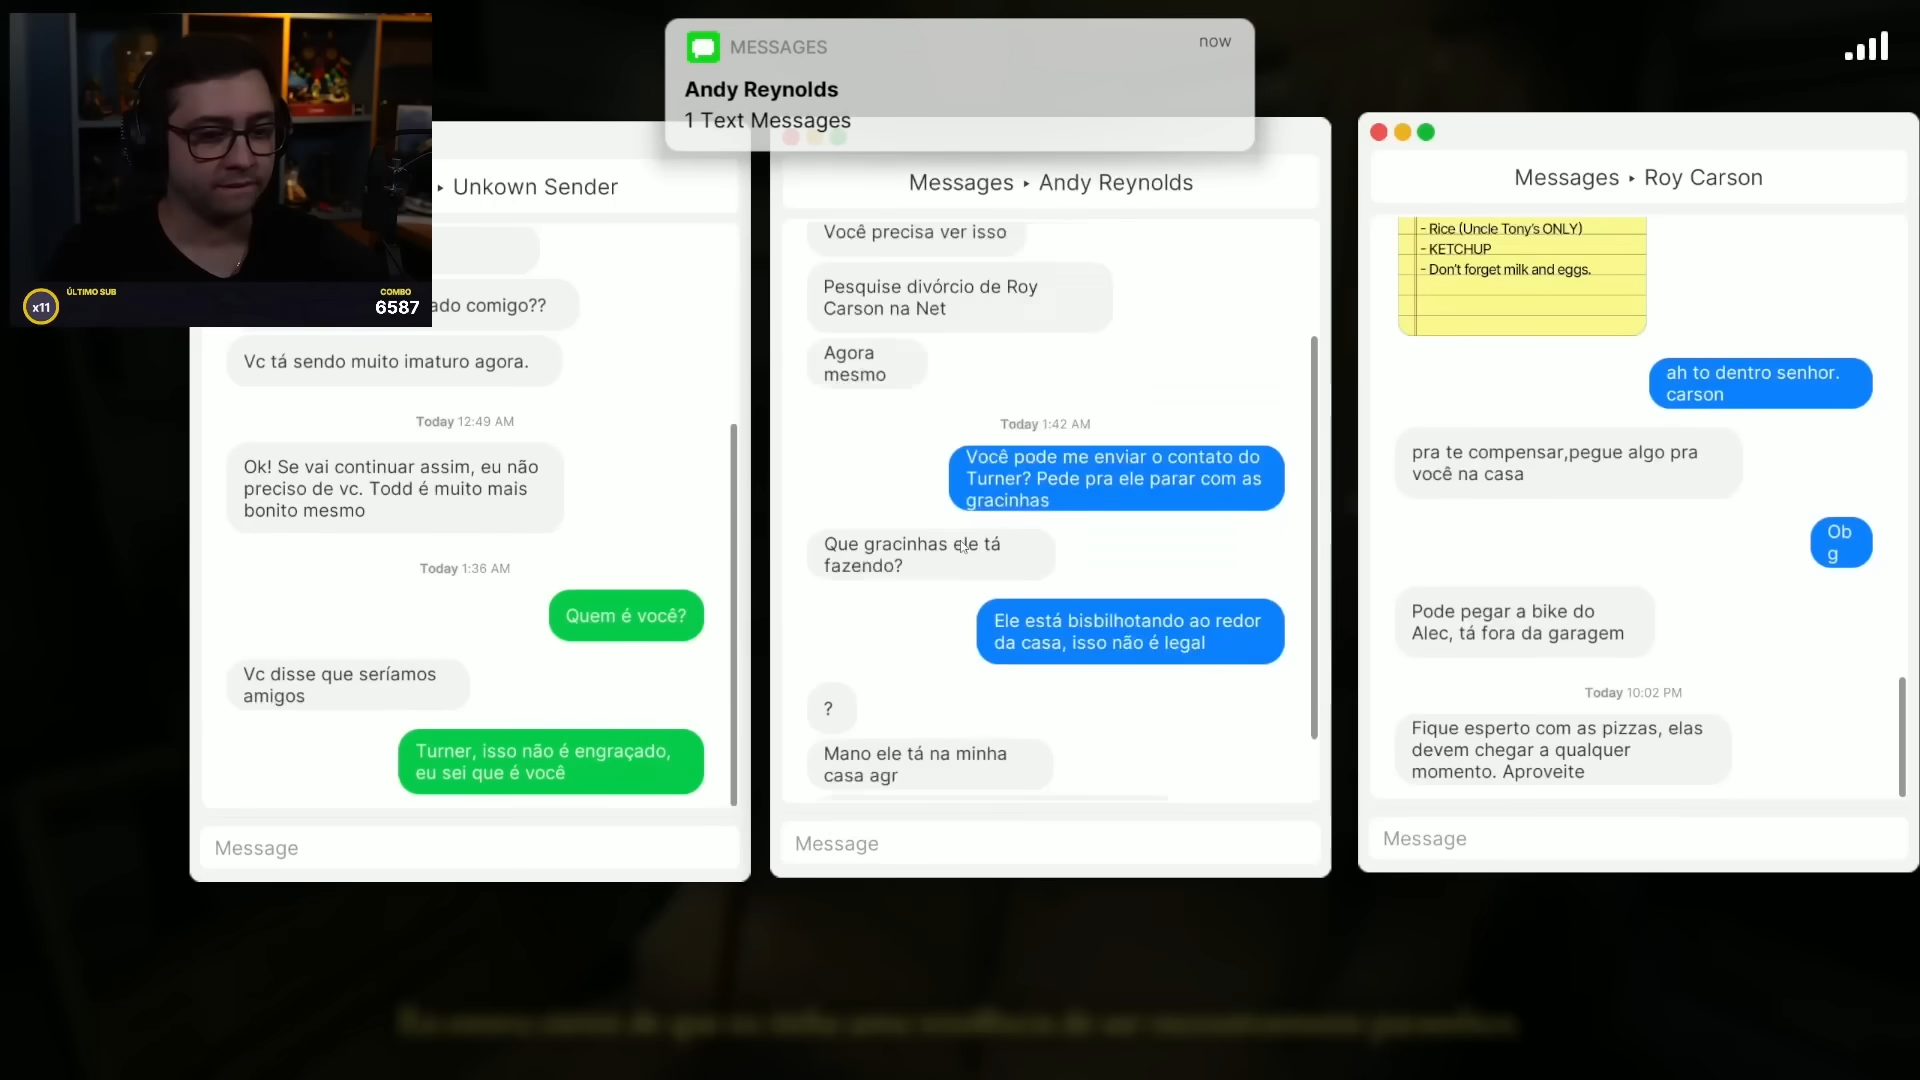 MESSAGES
now
Andy Reynolds
1 Text Messages
ÚLTIMO SUB
x11
COMBO
6587
▸ Unkown Sender
ado comigo??
Vc tá sendo muito imaturo agora.
Today 12:49 AM
Ok! Se vai continuar assim, eu não
preciso de vc. Todd é muito mais
bonito mesmo
Today 1:36 AM
Quem é você?
Vc disse que seríamos
amigos
Turner, isso não é engraçado,
eu sei que é você
Message
Messages ▸ Andy Reynolds
Você precisa ver isso
Pesquise divórcio de Roy
Carson na Net
Agora
mesmo
Today 1:42 AM
Você pode me enviar o contato do
Turner? Pede pra ele parar com as
gracinhas
Que gracinhas ele tá
fazendo?
Ele está bisbilhotando ao redor
da casa, isso não é legal
?
Mano ele tá na minha
casa agr
Message
Messages ▸ Roy Carson
- Rice (Uncle Tony's ONLY)
- KETCHUP
- Don't forget milk and eggs.
ah to dentro senhor.
carson
pra te compensar,pegue algo pra
você na casa
Ob
g
Pode pegar a bike do
Alec, tá fora da garagem
Today 10:02 PM
Fique esperto com as pizzas, elas
devem chegar a qualquer
momento. Aproveite
Message